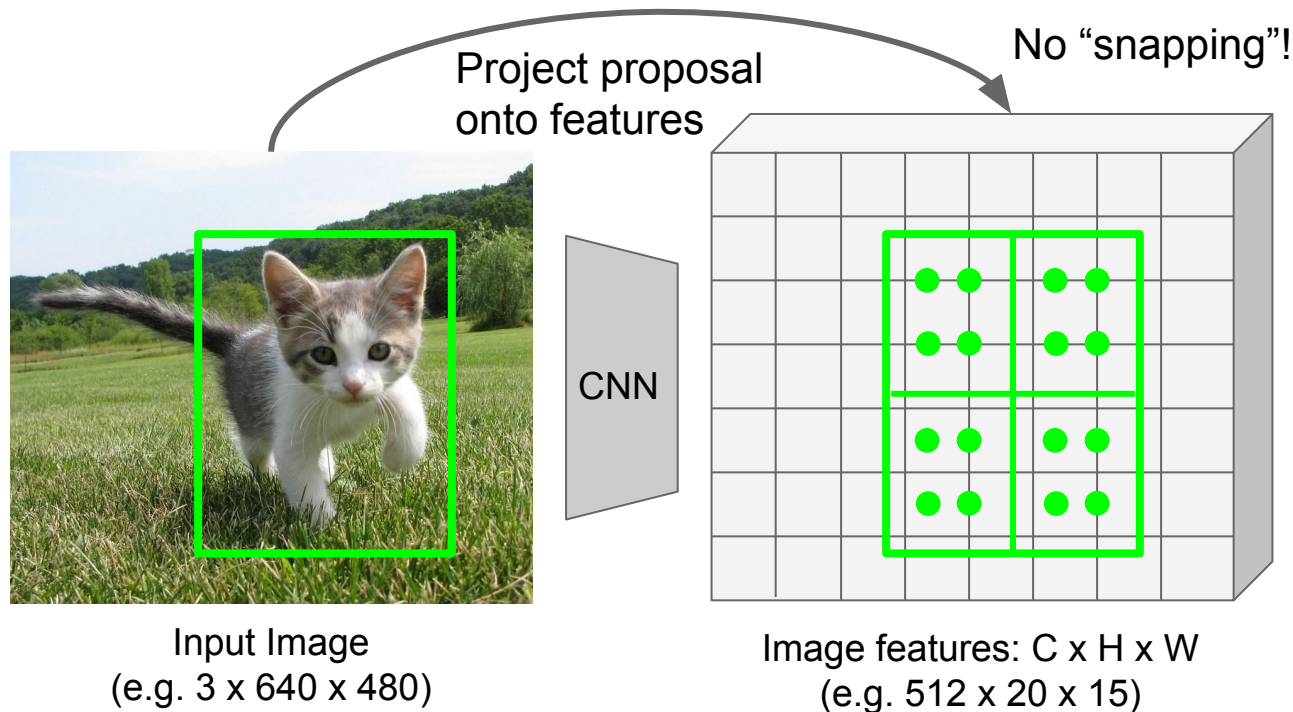 No “snapping”!
Project proposal
onto features
CNN
Input Image
(e.g. 3 x 640 x 480)
Image features: C x H x W
(e.g. 512 x 20 x 15)